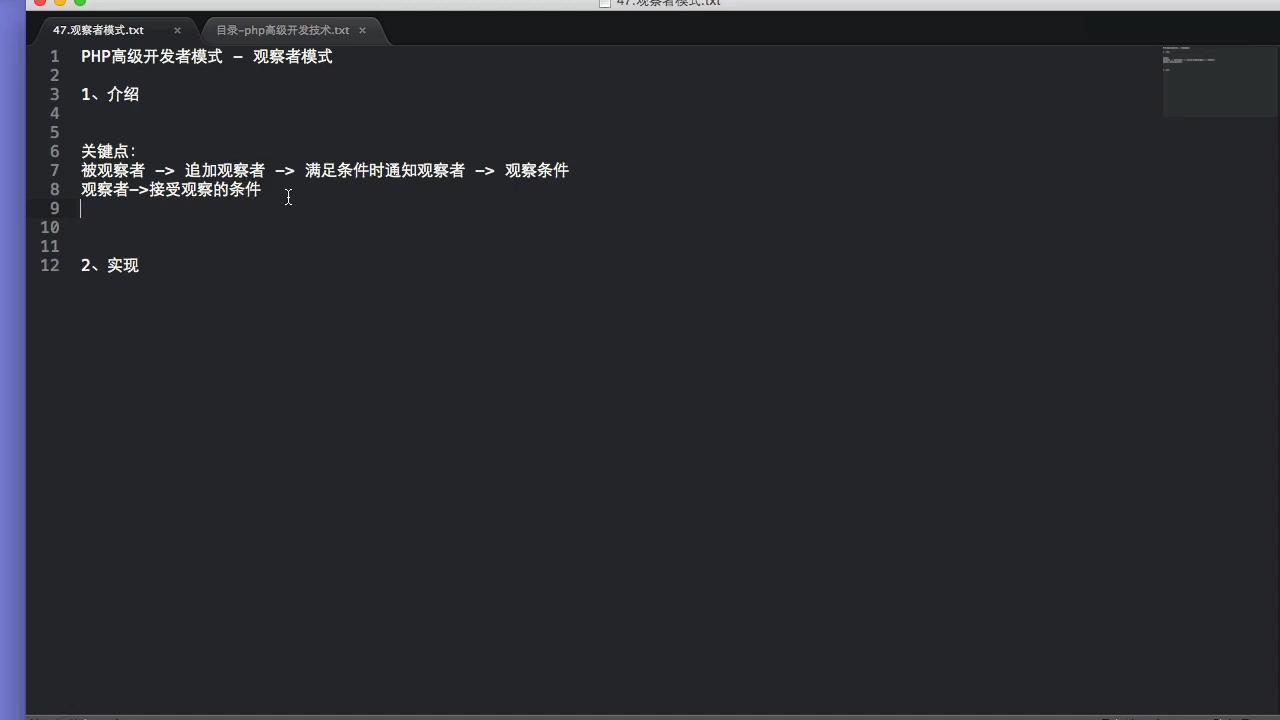 47.观察者模式.txt
47.观察者模式.txt ×
目录-php高级开发技术.txt ×
1 PHP高级开发者模式 - 观察者模式
2
3 1、介绍
4
5
6 关键点:
7 被观察者 -> 追加观察者 -> 满足条件时通知观察者 -> 观察条件
8 观察者->接受观察的条件
9
10
11
12 2、实现